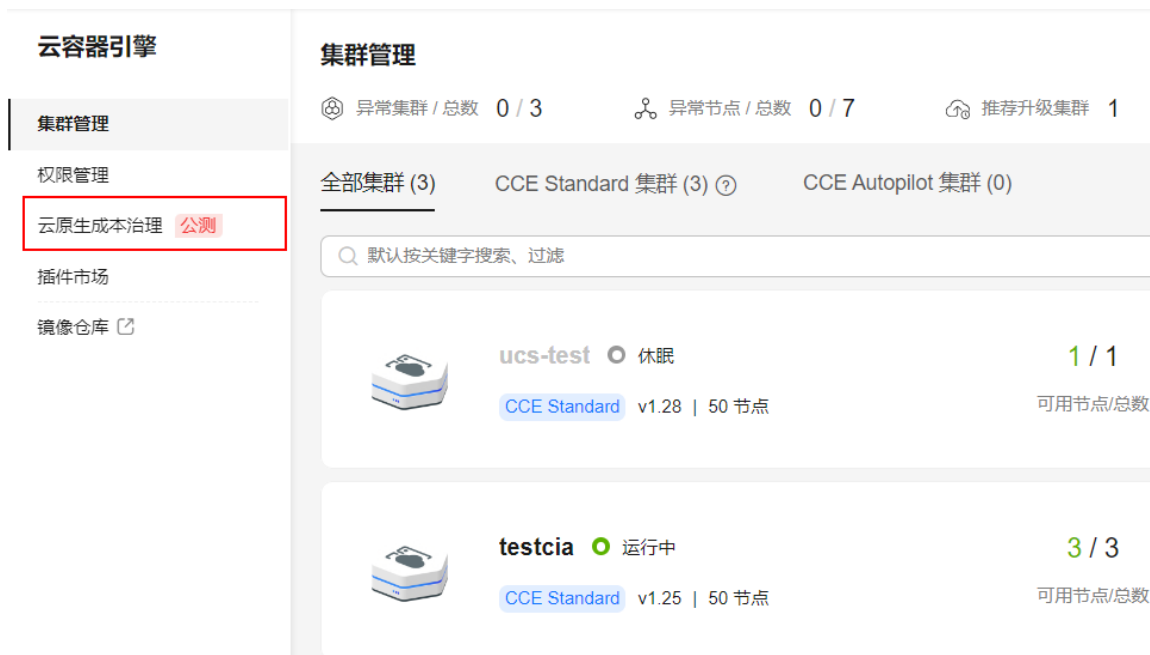 云容器引擎
集群管理
权限管理
云原生成本治理 公测
插件市场
镜像仓库
集群管理
异常集群 / 总数 0 / 3 异常节点 / 总数 0 / 7 推荐升级集群 1
全部集群 (3) CCE Standard 集群 (3) CCE Autopilot 集群 (0)
默认按关键字搜索、过滤
ucs-test 休眠 1 / 1
CCE Standard v1.28 | 50 节点 可用节点/总数
testcia 运行中 3 / 3
CCE Standard v1.25 | 50 节点 可用节点/总数